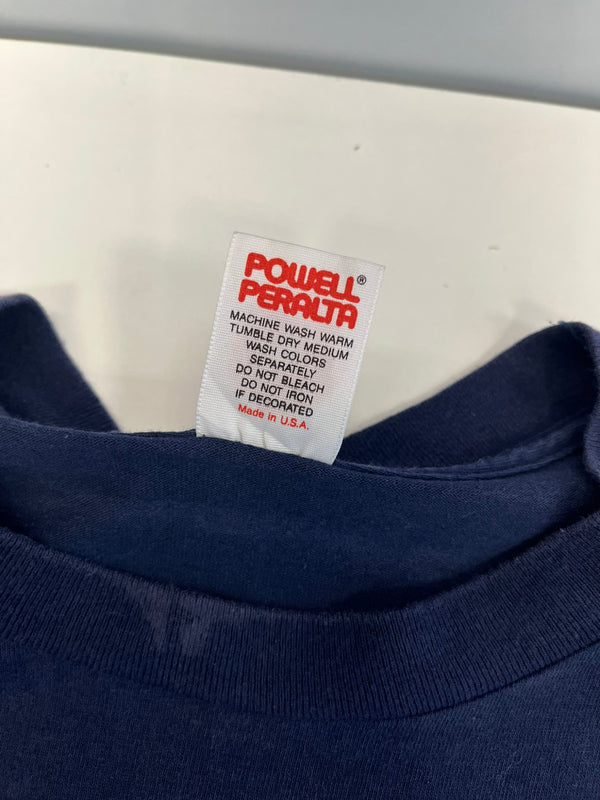 POWELL®
PERALTA
MACHINE WASH WARM
TUMBLE DRY MEDIUM
WASH COLORS
SEPARATELY
DO NOT BLEACH
DO NOT IRON
IF DECORATED
Made in U.S.A.